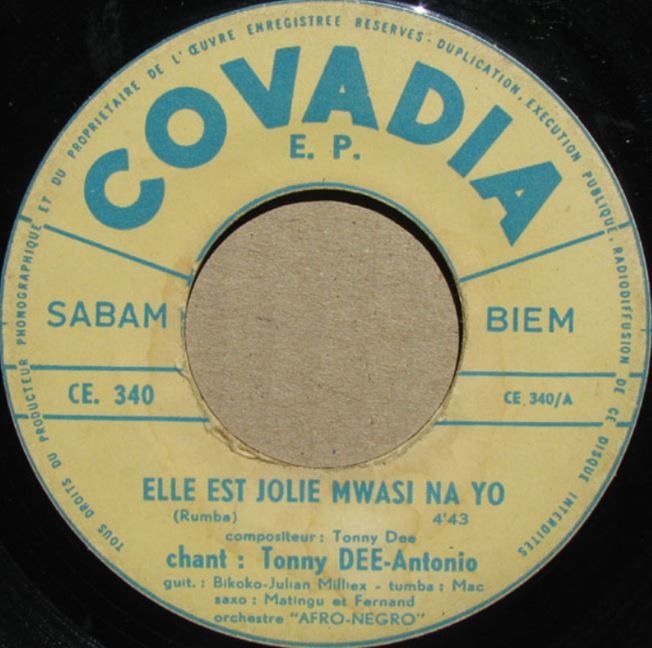 TOUS DROITS DU PRODUCTEUR PHONOGRAPHIQUE ET DU PROPRIETAIRE DE L'ŒUVRE ENREGISTREE RESERVES - DUPLICATION, EXECUTION PUBLIQUE, RADIODIFFUSION DE CE DISQUE INTERDITES
COVADIA
E. P.
SABAM BIEM
CE. 340 CE. 340/A
ELLE EST JOLIE MWASI NA YO
(Rumba) 4'43
compositeur : Tonny Dee
chant : Tonny DEE-Antonio
guit. : Bikoko-Julian Milliex - tumba : Mac
saxo : Matingu et Fernand
orchestre "AFRO-NEGRO"